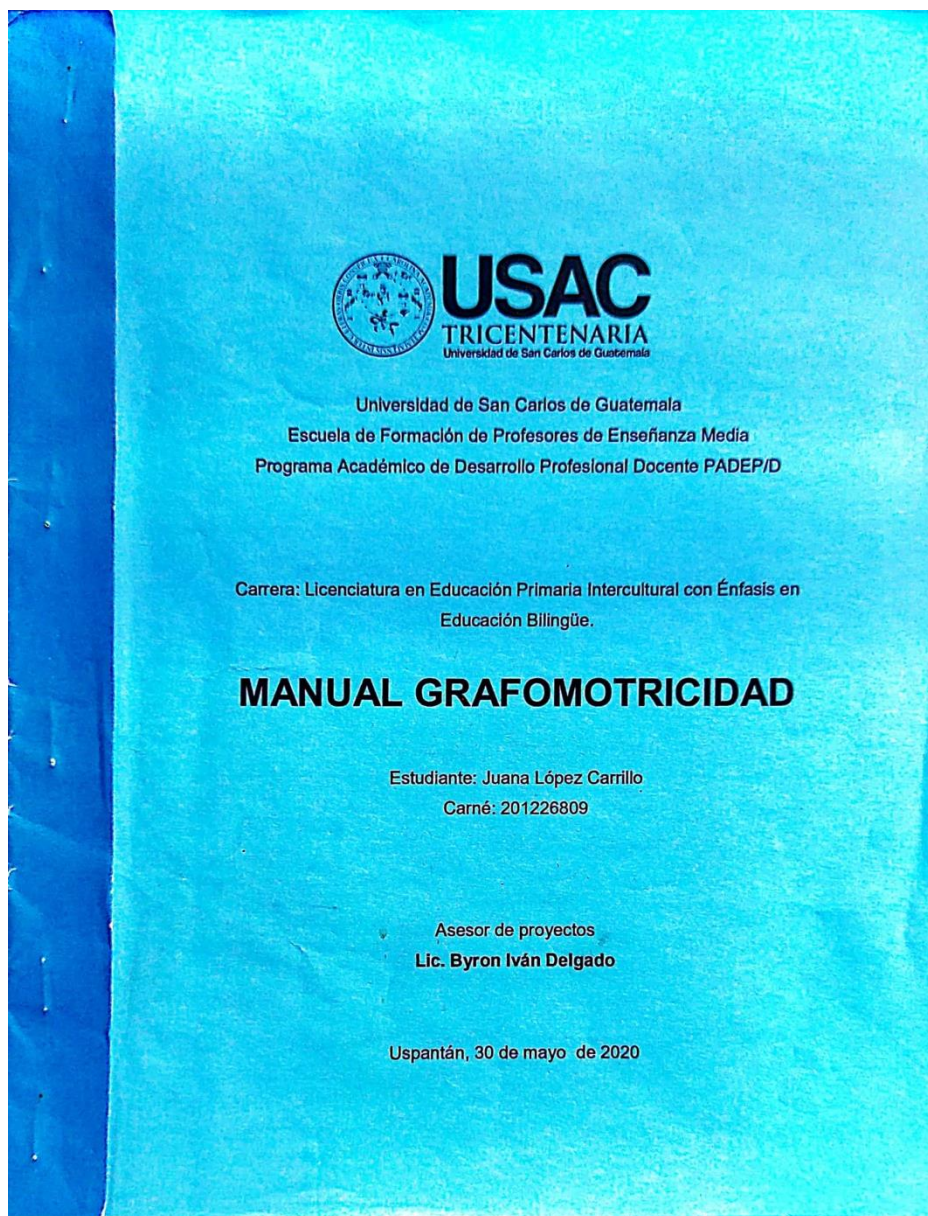 USAC
TRICENTENARIA
Universidad de San Carlos de Guatemala
Universidad de San Carlos de Guatemala
Escuela de Formación de Profesores de Enseñanza Media
Programa Académico de Desarrollo Profesional Docente PADEP/D
Carrera: Licenciatura en Educación Primaria Intercultural con Énfasis en
Educación Bilingüe.
MANUAL GRAFOMOTRICIDAD
Estudiante: Juana López Carrillo
Carné: 201226809
Asesor de proyectos
Lic. Byron Iván Delgado
Uspantán, 30 de mayo de 2020